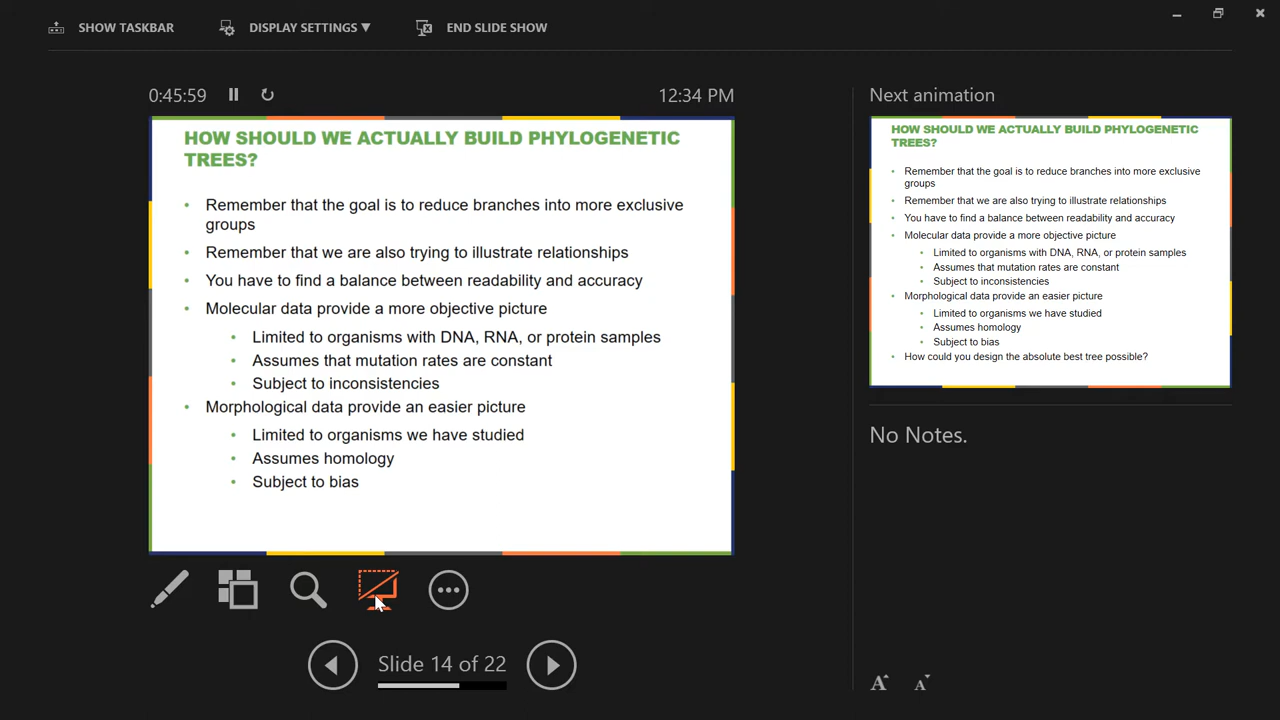 SHOW TASKBAR
DISPLAY SETTINGS ▼
END SLIDE SHOW
0:45:59
12:34 PM
HOW SHOULD WE ACTUALLY BUILD PHYLOGENETIC
TREES?
• Remember that the goal is to reduce branches into more exclusive
groups
• Remember that we are also trying to illustrate relationships
• You have to find a balance between readability and accuracy
• Molecular data provide a more objective picture
• Limited to organisms with DNA, RNA, or protein samples
• Assumes that mutation rates are constant
• Subject to inconsistencies
• Morphological data provide an easier picture
• Limited to organisms we have studied
• Assumes homology
• Subject to bias
Slide 14 of 22
Next animation
HOW SHOULD WE ACTUALLY BUILD PHYLOGENETIC
TREES?
• Remember that the goal is to reduce branches into more exclusive
groups
• Remember that we are also trying to illustrate relationships
• You have to find a balance between readability and accuracy
• Molecular data provide a more objective picture
• Limited to organisms with DNA, RNA, or protein samples
• Assumes that mutation rates are constant
• Subject to inconsistencies
• Morphological data provide an easier picture
• Limited to organisms we have studied
• Assumes homology
• Subject to bias
• How could you design the absolute best tree possible?
No Notes.
A A